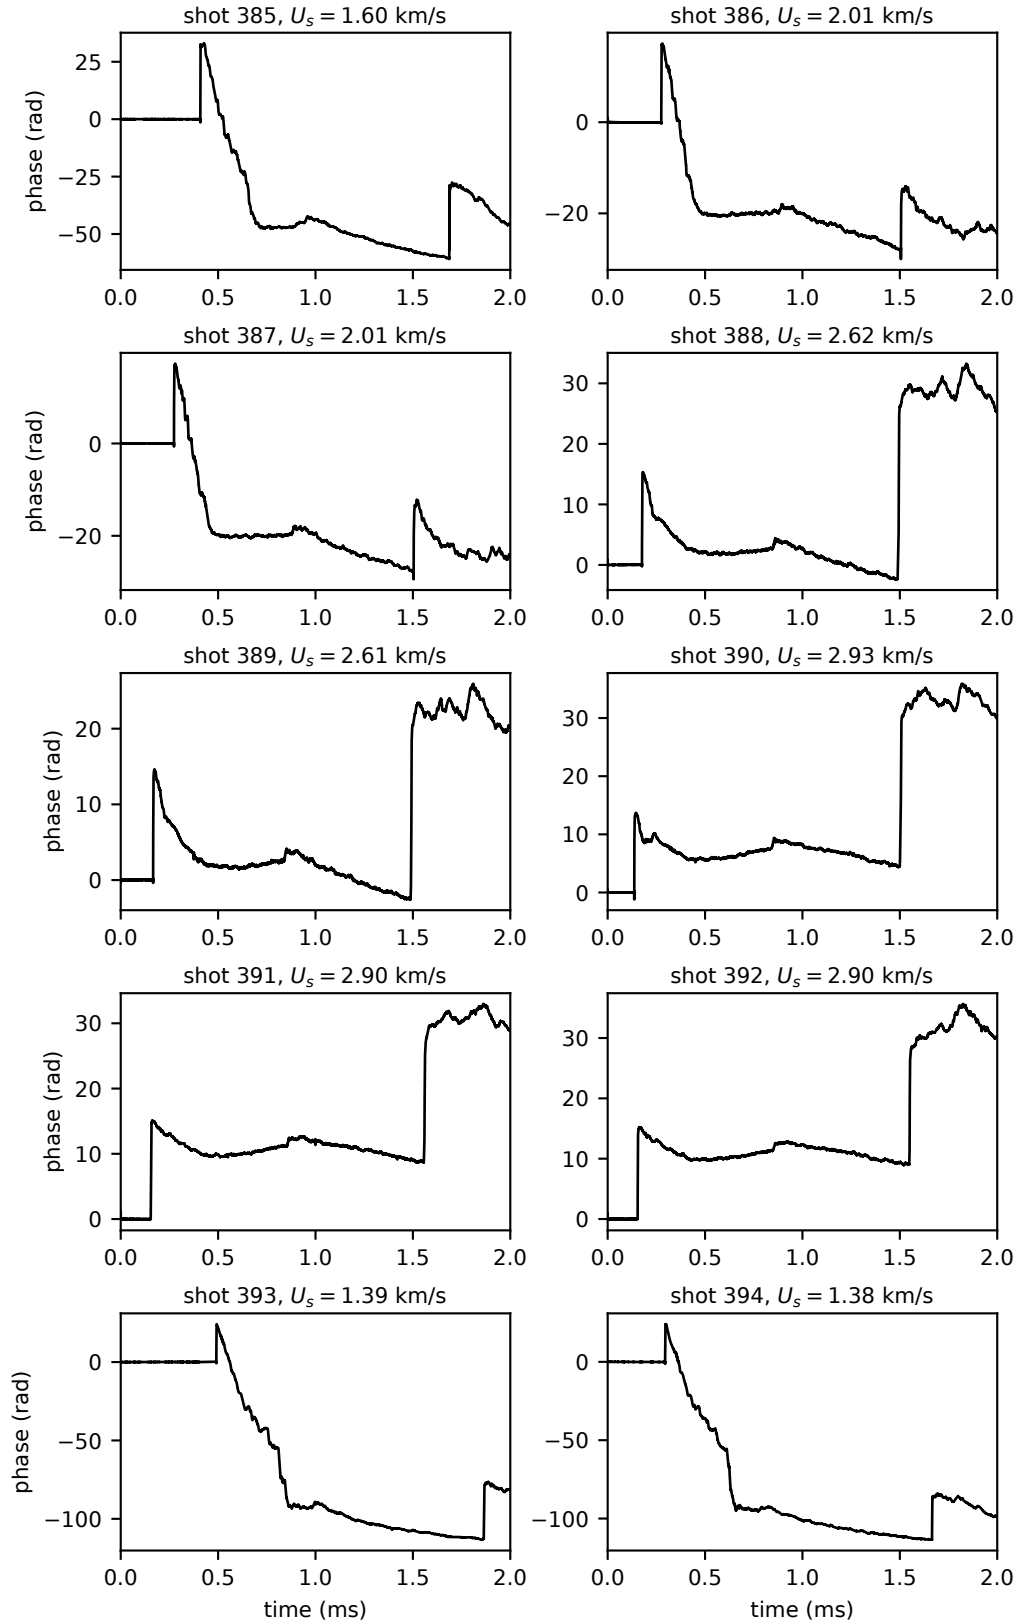 shot 385, U_s = 1.60 km/s
shot 386, U_s = 2.01 km/s
phase (rad)
25
0
−25
−50
0
−20
0.0 0.5 1.0 1.5 2.0
0.0 0.5 1.0 1.5 2.0
shot 387, U_s = 2.01 km/s
shot 388, U_s = 2.62 km/s
phase (rad)
0
−20
30
20
10
0
0.0 0.5 1.0 1.5 2.0
0.0 0.5 1.0 1.5 2.0
shot 389, U_s = 2.61 km/s
shot 390, U_s = 2.93 km/s
phase (rad)
20
10
0
30
20
10
0
0.0 0.5 1.0 1.5 2.0
0.0 0.5 1.0 1.5 2.0
shot 391, U_s = 2.90 km/s
shot 392, U_s = 2.90 km/s
phase (rad)
30
20
10
0
30
20
10
0
0.0 0.5 1.0 1.5 2.0
0.0 0.5 1.0 1.5 2.0
shot 393, U_s = 1.39 km/s
shot 394, U_s = 1.38 km/s
phase (rad)
0
−50
−100
0
−50
−100
0.0 0.5 1.0 1.5 2.0
0.0 0.5 1.0 1.5 2.0
time (ms)
time (ms)